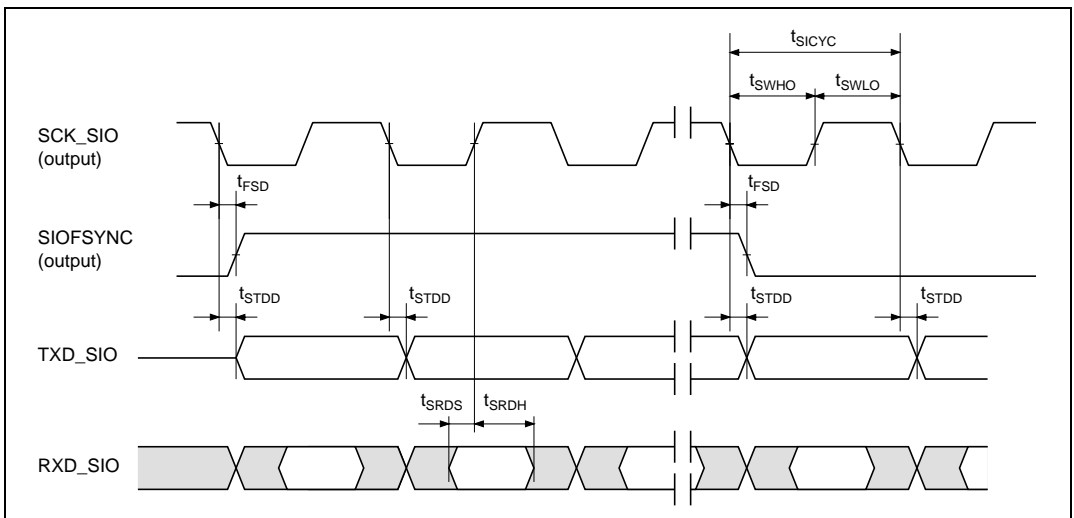 tSICYC
tSWHO tSWLO
SCK_SIO
(output)
tFSD tFSD
SIOFSYNC
(output)
tSTDD tSTDD tSTDD tSTDD
TXD_SIO
tSRDS tSRDH
RXD_SIO